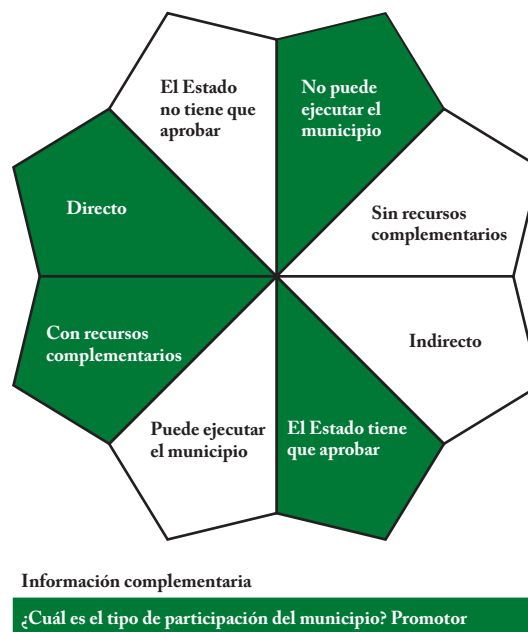 El Estado
no tiene que
aprobar
No puede
ejecutar el
municipio
Directo
Sin recursos
complementarios
Con recursos
complementarios
Indirecto
Puede ejecutar
el municipio
El Estado tiene
que aprobar
Información complementaria
¿Cuál es el tipo de participación del municipio? Promotor